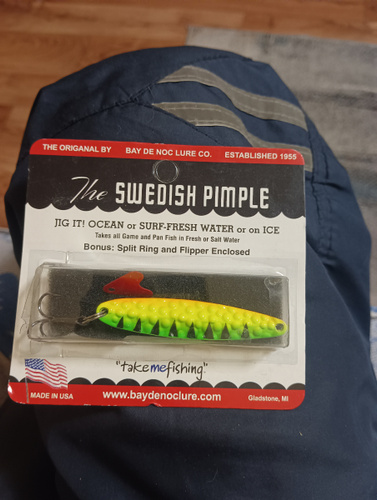 THE ORIGANAL BY BAY DE NOC LURE CO. ESTABLISHED 1955
The SWEDISH PIMPLE
JIG IT! OCEAN or SURF-FRESH WATER or on ICE
Takes all Game and Pan Fish in Fresh or Salt Water
Bonus: Split Ring and Flipper Enclosed
"takemefishing"
MADE IN USA www.baydenoclure.com Gladstone, MI